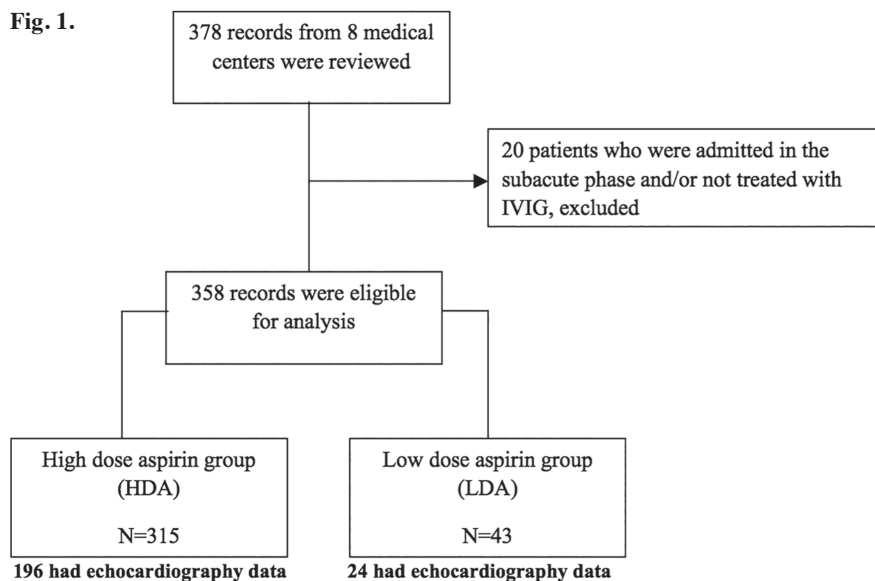 Fig. 1.
378 records from 8 medical
centers were reviewed
20 patients who were admitted in the
subacute phase and/or not treated with
IVIG, excluded
358 records were eligible
for analysis
High dose aspirin group
(HDA)
N=315
196 had echocardiography data
Low dose aspirin group
(LDA)
N=43
24 had echocardiography data